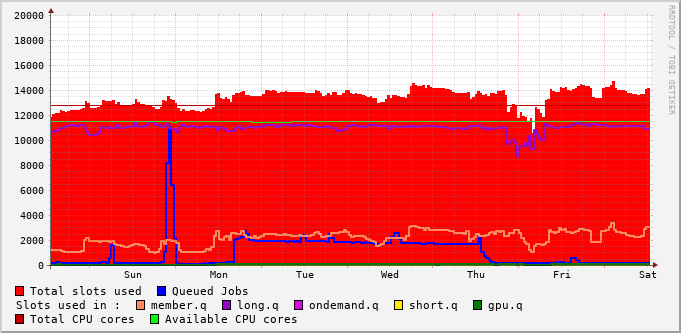 20000
18000
16000
14000
12000
10000
8000
6000
4000
2000
0
Sun Mon Tue Wed Thu Fri Sat
Total slots used Queued Jobs
Slots used in : member.q long.q ondemand.q short.q gpu.q
Total CPU cores Available CPU cores
RRDTOOL / TOBI OETIKER